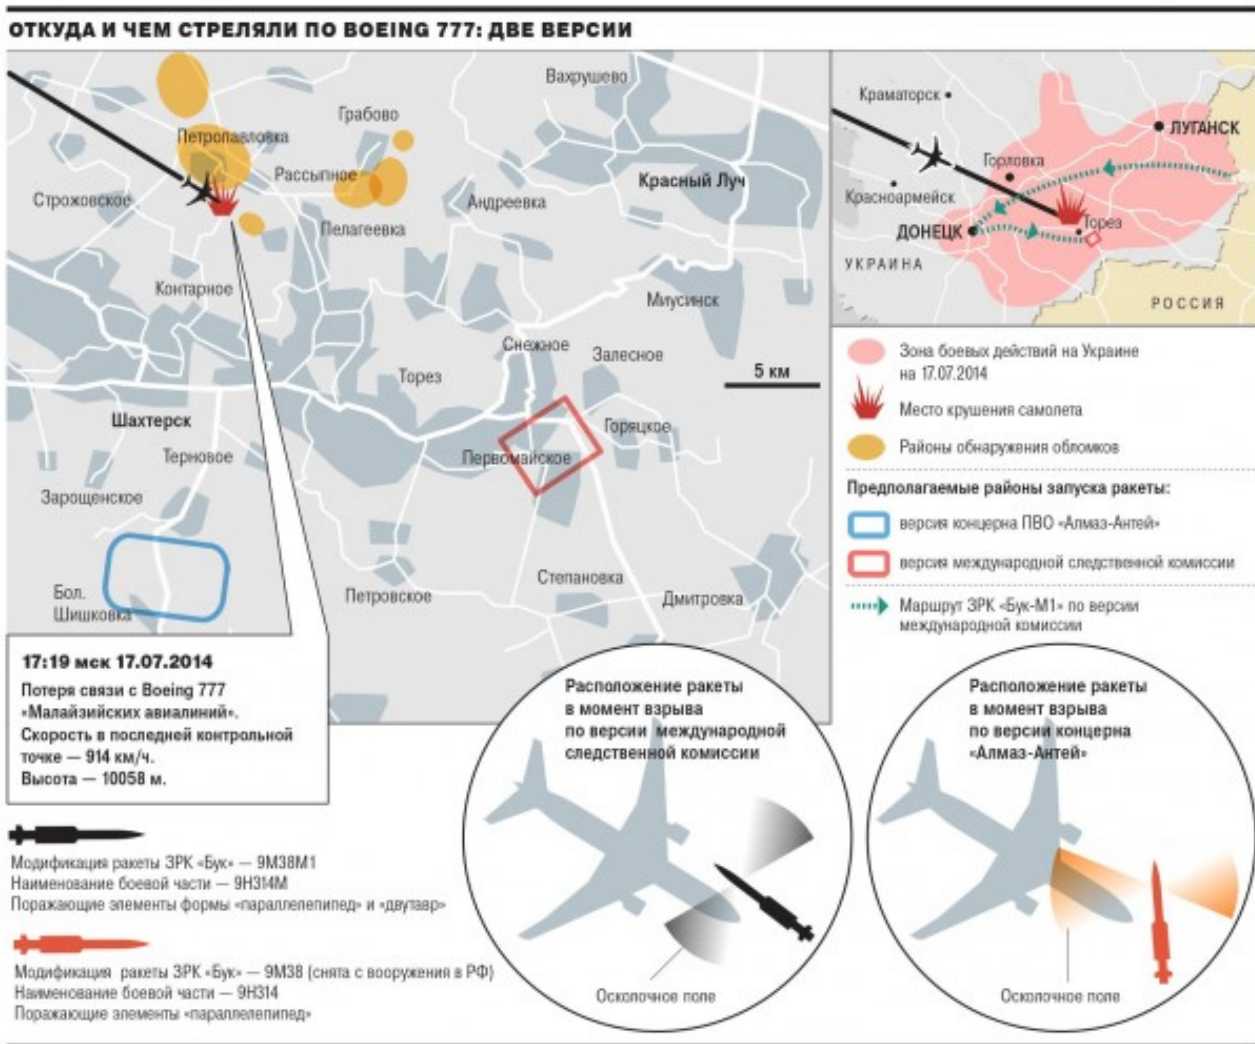 ОТКУДА И ЧЕМ СТРЕЛЯЛИ ПО BOEING 777: ДВЕ ВЕРСИИ
Вахрушево
Грабово
Петропавловка
Рассыпное
Красный Луч
Строжовское
Андреевка
Пелагеевка
Контарное
Миусинск
Снежное
Залесное
Торез
5 км
Шахтерск
Горяцкое
Терновое
Первомайское
Зарощенское
Степановка
Бол.
Шишковка
Петровское
Дмитровка
17:19 мск 17.07.2014
Потеря связи с Boeing 777
«Малайзийских авиалиний».
Скорость в последней контрольной
точке — 914 км/ч.
Высота — 10058 м.
Краматорск
ЛУГАНСК
Горловка
Красноармейск
Торез
ДОНЕЦК
УКРАИНА
РОССИЯ
Зона боевых действий на Украине
на 17.07.2014
Место крушения самолета
Районы обнаружения обломков
Предполагаемые районы запуска ракеты:
версия концерна ПВО «Алмаз-Антей»
версия международной следственной комиссии
Маршрут ЗРК «Бук-М1» по версии
международной комиссии
Расположение ракеты
в момент взрыва
по версии международной
следственной комиссии
Осколочное поле
Расположение ракеты
в момент взрыва
по версии концерна
«Алмаз-Антей»
Осколочное поле
Модификация ракеты ЗРК «Бук» — 9М38М1
Наименование боевой части — 9Н314М
Поражающие элементы формы «параллелепипед» и «двутавр»
Модификация ракеты ЗРК «Бук» — 9М38 (снята с вооружения в РФ)
Наименование боевой части — 9Н314
Поражающие элементы «параллелепипед»